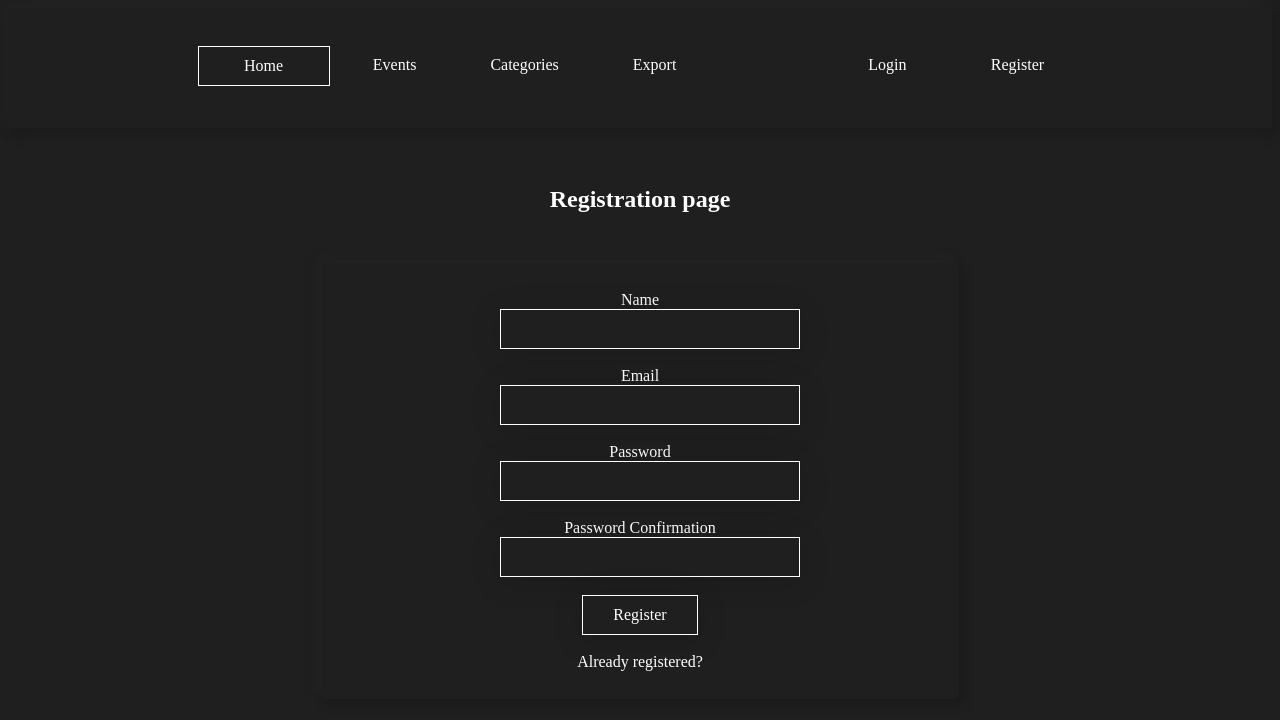 Home Events Categories Export Login Register
Registration page
Name
Email
Password
Password Confirmation
Register
Already registered?